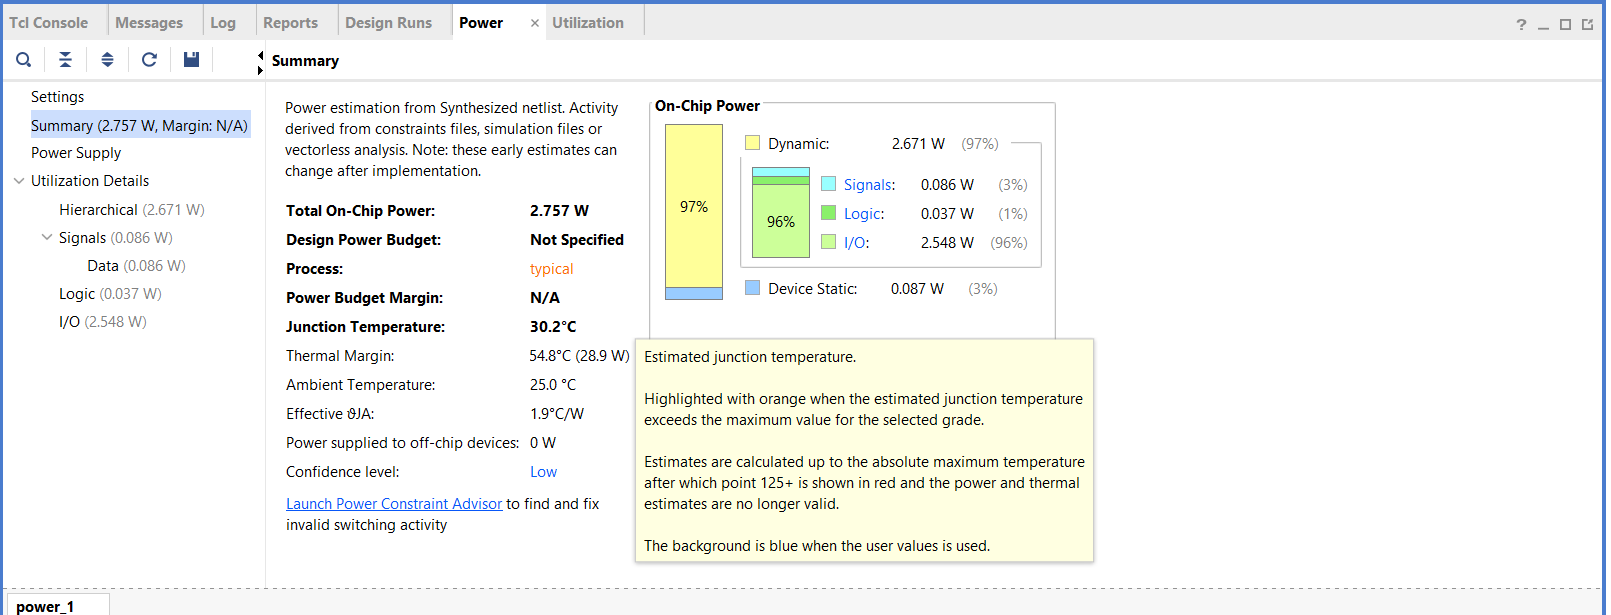 Tcl Console Messages Log Reports Design Runs Power × Utilization ? _
Summary
Settings
Summary (2.757 W, Margin: N/A)
Power Supply
Utilization Details
Hierarchical (2.671 W)
Signals (0.086 W)
Data (0.086 W)
Logic (0.037 W)
I/O (2.548 W)
Power estimation from Synthesized netlist. Activity
derived from constraints files, simulation files or
vectorless analysis. Note: these early estimates can
change after implementation.
Total On-Chip Power: 2.757 W
Design Power Budget: Not Specified
Process: typical
Power Budget Margin: N/A
Junction Temperature: 30.2°C
Thermal Margin: 54.8°C (28.9 W)
Ambient Temperature: 25.0 °C
Effective ϑJA: 1.9°C/W
Power supplied to off-chip devices: 0 W
Confidence level: Low
Launch Power Constraint Advisor to find and fix
invalid switching activity
On-Chip Power
97%
Dynamic: 2.671 W (97%)
96%
Signals: 0.086 W (3%)
Logic: 0.037 W (1%)
I/O: 2.548 W (96%)
Device Static: 0.087 W (3%)
Estimated junction temperature.
Highlighted with orange when the estimated junction temperature
exceeds the maximum value for the selected grade.
Estimates are calculated up to the absolute maximum temperature
after which point 125+ is shown in red and the power and thermal
estimates are no longer valid.
The background is blue when the user values is used.
power_1